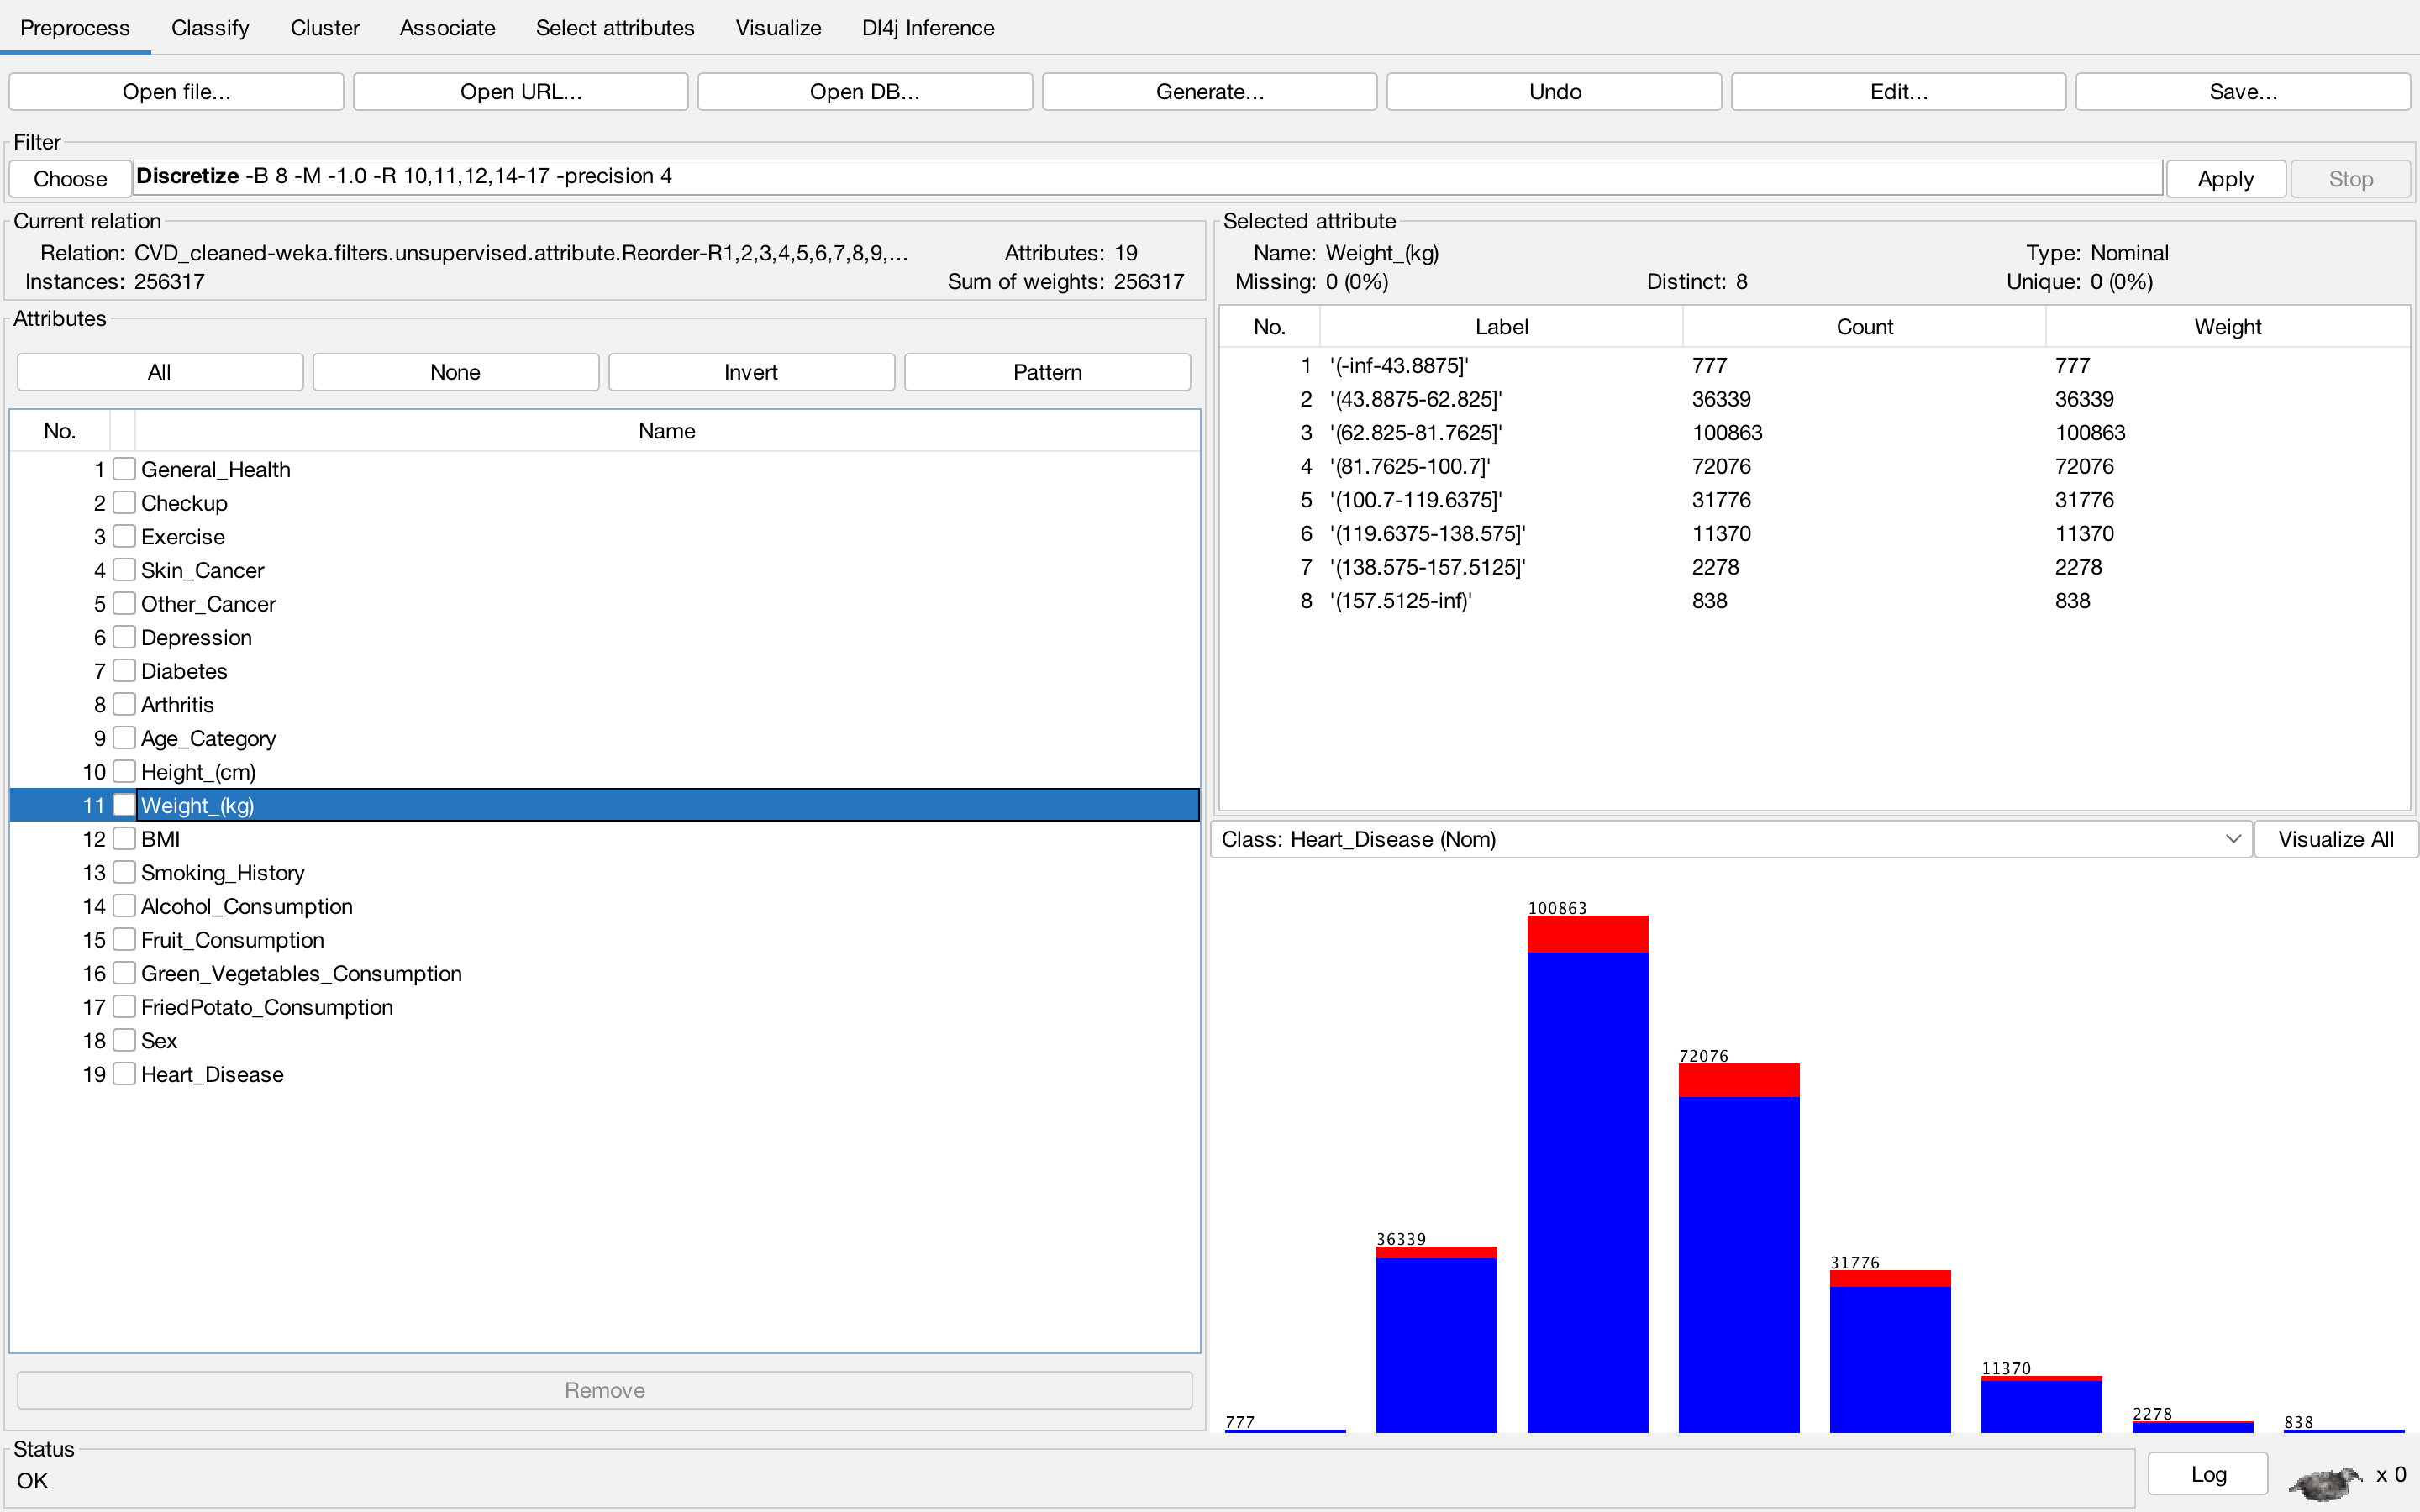 Preprocess Classify Cluster Associate Select attributes Visualize Dl4j Inference
Open file... Open URL... Open DB... Generate... Undo Edit... Save...
Filter
Choose Discretize -B 8 -M -1.0 -R 10,11,12,14-17 -precision 4 Apply Stop
Current relation
Relation: CVD_cleaned-weka.filters.unsupervised.attribute.Reorder-R1,2,3,4,5,6,7,8,9,... Attributes: 19
Instances: 256317 Sum of weights: 256317
Attributes
All None Invert Pattern
No. Name
1 General_Health
2 Checkup
3 Exercise
4 Skin_Cancer
5 Other_Cancer
6 Depression
7 Diabetes
8 Arthritis
9 Age_Category
10 Height_(cm)
11 Weight_(kg)
12 BMI
13 Smoking_History
14 Alcohol_Consumption
15 Fruit_Consumption
16 Green_Vegetables_Consumption
17 FriedPotato_Consumption
18 Sex
19 Heart_Disease
Remove
Selected attribute
Name: Weight_(kg) Type: Nominal
Missing: 0 (0%) Distinct: 8 Unique: 0 (0%)
No. Label Count Weight
1 '(-inf-43.8875]' 777 777
2 '(43.8875-62.825]' 36339 36339
3 '(62.825-81.7625]' 100863 100863
4 '(81.7625-100.7]' 72076 72076
5 '(100.7-119.6375]' 31776 31776
6 '(119.6375-138.575]' 11370 11370
7 '(138.575-157.5125]' 2278 2278
8 '(157.5125-inf)' 838 838
Class: Heart_Disease (Nom) Visualize All
777 36339 100863 72076 31776 11370 2278 838
Status
OK
Log x 0